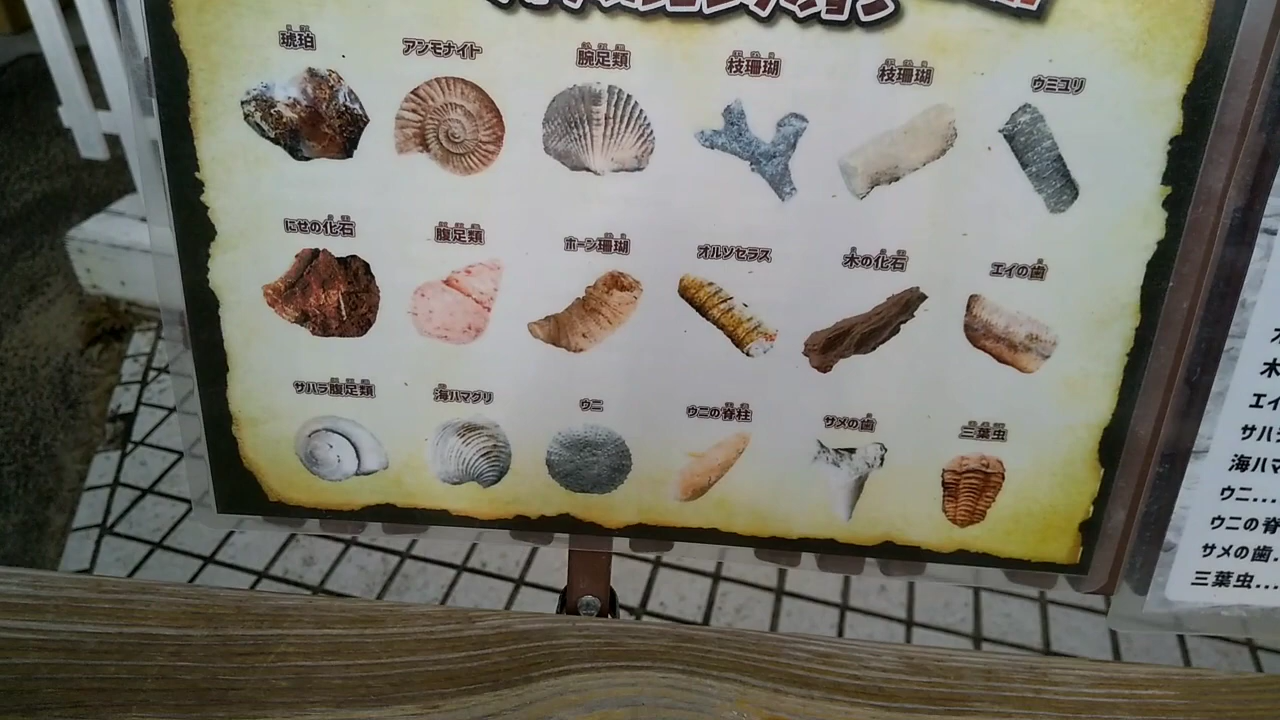 琥珀
アンモナイト
腕足類
枝珊瑚
枝珊瑚
ウミユリ
にせの化石
腹足類
ホーン珊瑚
オルソセラス
木の化石
エイの歯
サハラ腹足類
海ハマグリ
ウニ
ウニの脊柱
サメの歯
三葉虫
木
エイ
サハラ
海ハマ
ウニ...
ウニの脊
サメの歯.
三葉虫...